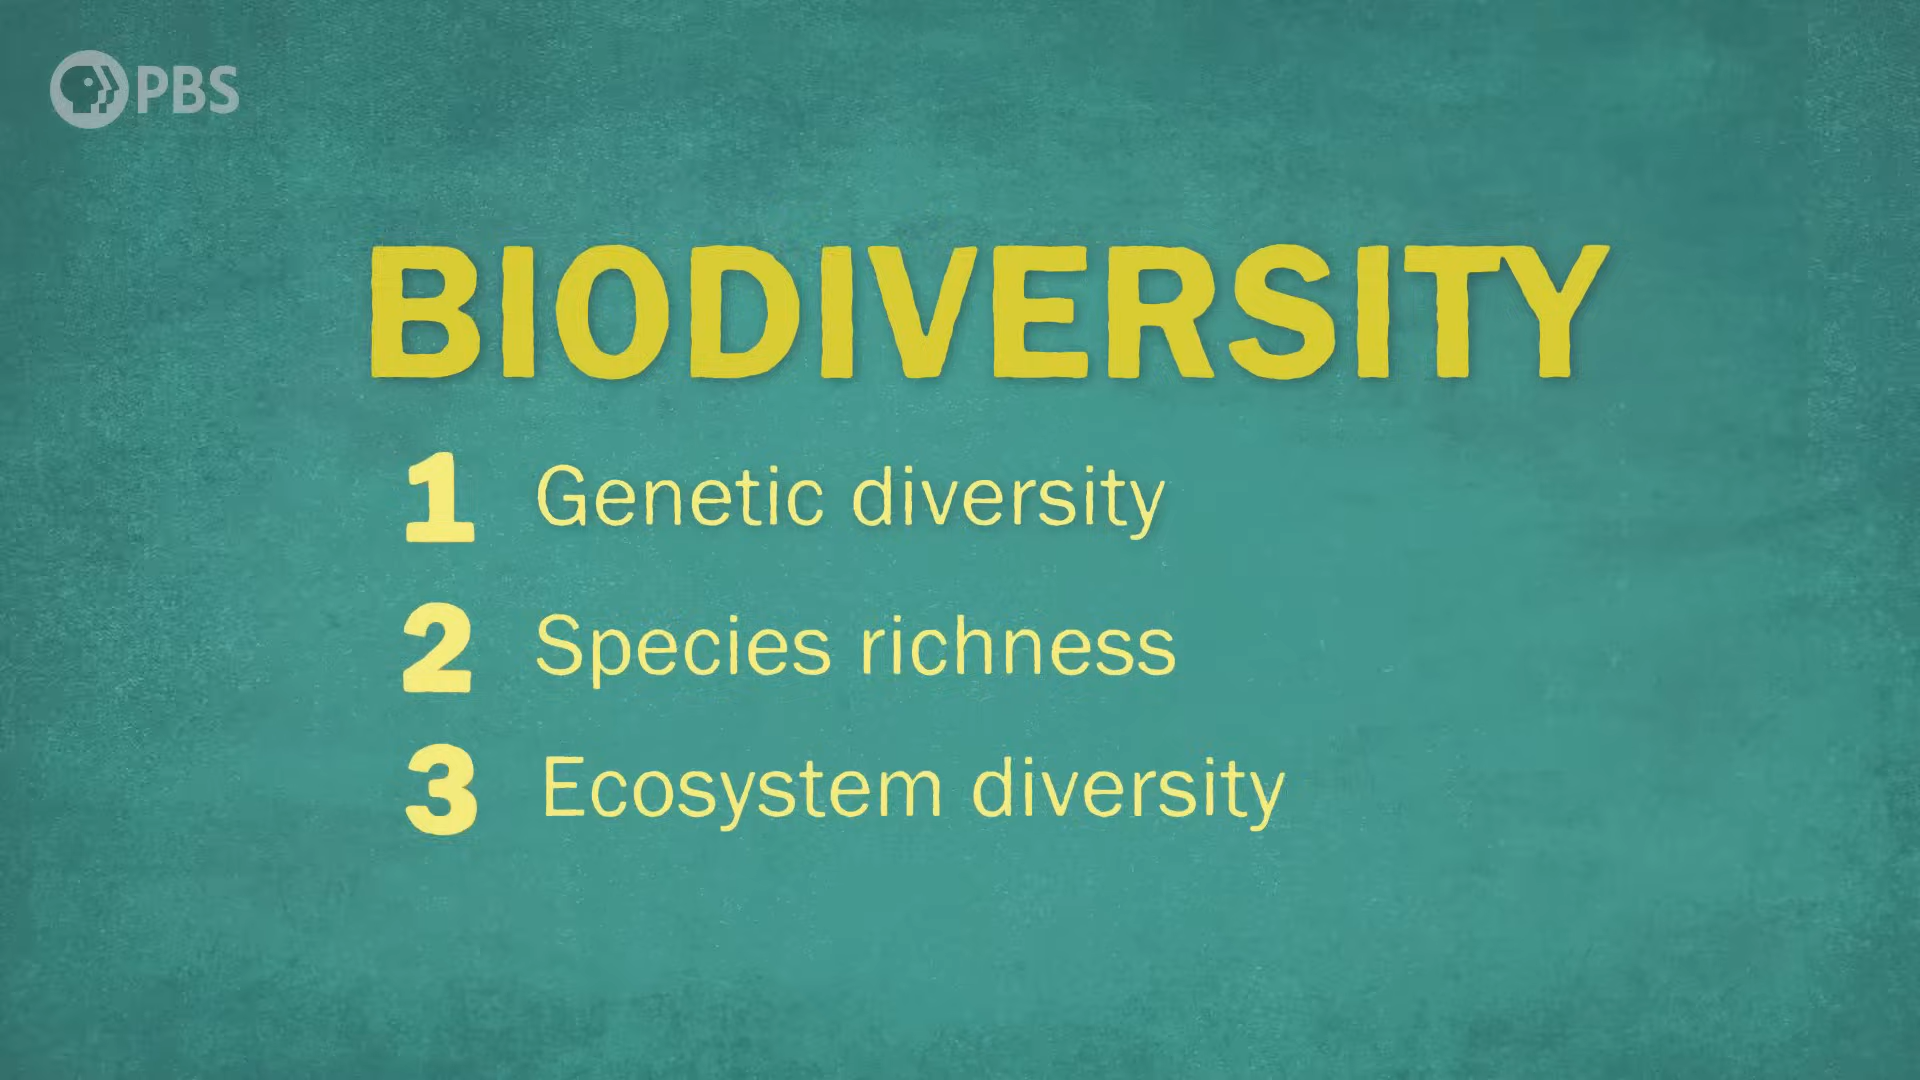 PBS
BIODIVERSITY
1 Genetic diversity
2 Species richness
3 Ecosystem diversity